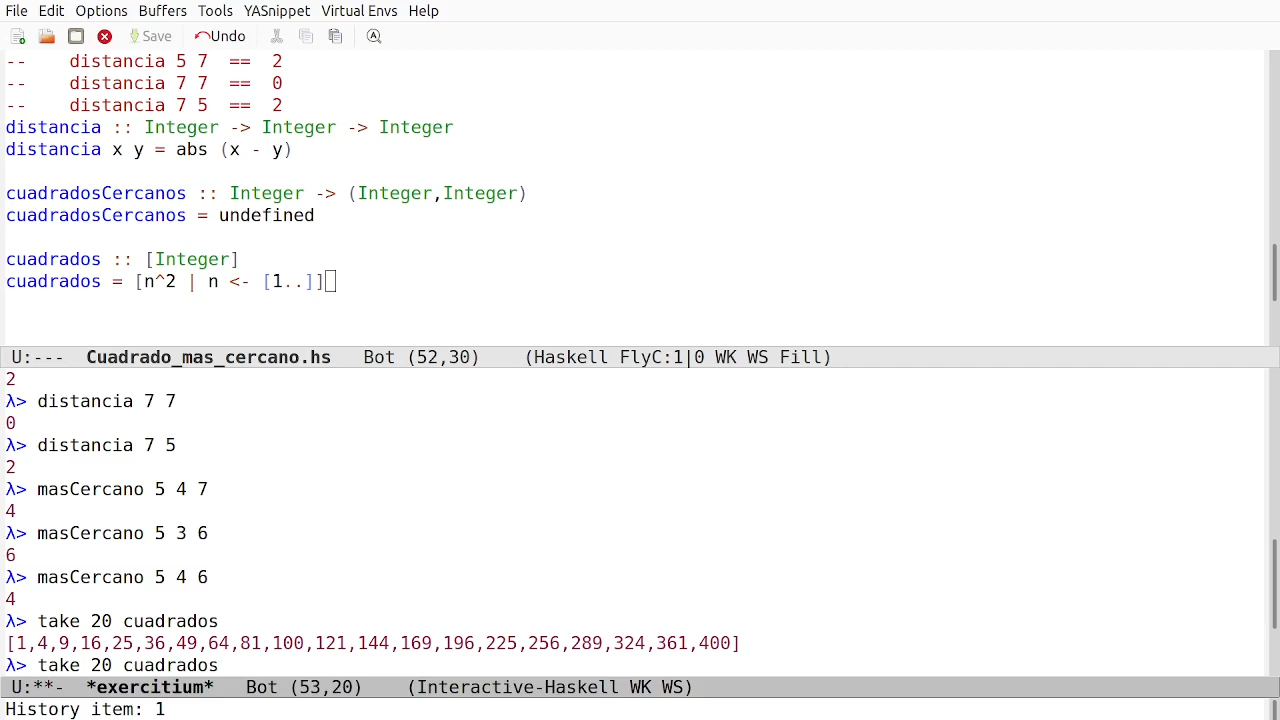 File Edit Options Buffers Tools YASnippet Virtual Envs Help
Save Undo
--    distancia 5 7  ==  2
--    distancia 7 7  ==  0
--    distancia 7 5  ==  2
distancia :: Integer -> Integer -> Integer
distancia x y = abs (x - y)
cuadradosCercanos :: Integer -> (Integer,Integer)
cuadradosCercanos = undefined
cuadrados :: [Integer]
cuadrados = [n^2 | n <- [1..]]
U:---  Cuadrado_mas_cercano.hs   Bot (52,30)    (Haskell FlyC:1|0 WK WS Fill)
2
λ> distancia 7 7
0
λ> distancia 7 5
2
λ> masCercano 5 4 7
4
λ> masCercano 5 3 6
6
λ> masCercano 5 4 6
4
λ> take 20 cuadrados
[1,4,9,16,25,36,49,64,81,100,121,144,169,196,225,256,289,324,361,400]
λ> take 20 cuadrados
U:**-  *exercitium*   Bot (53,20)    (Interactive-Haskell WK WS)
History item: 1